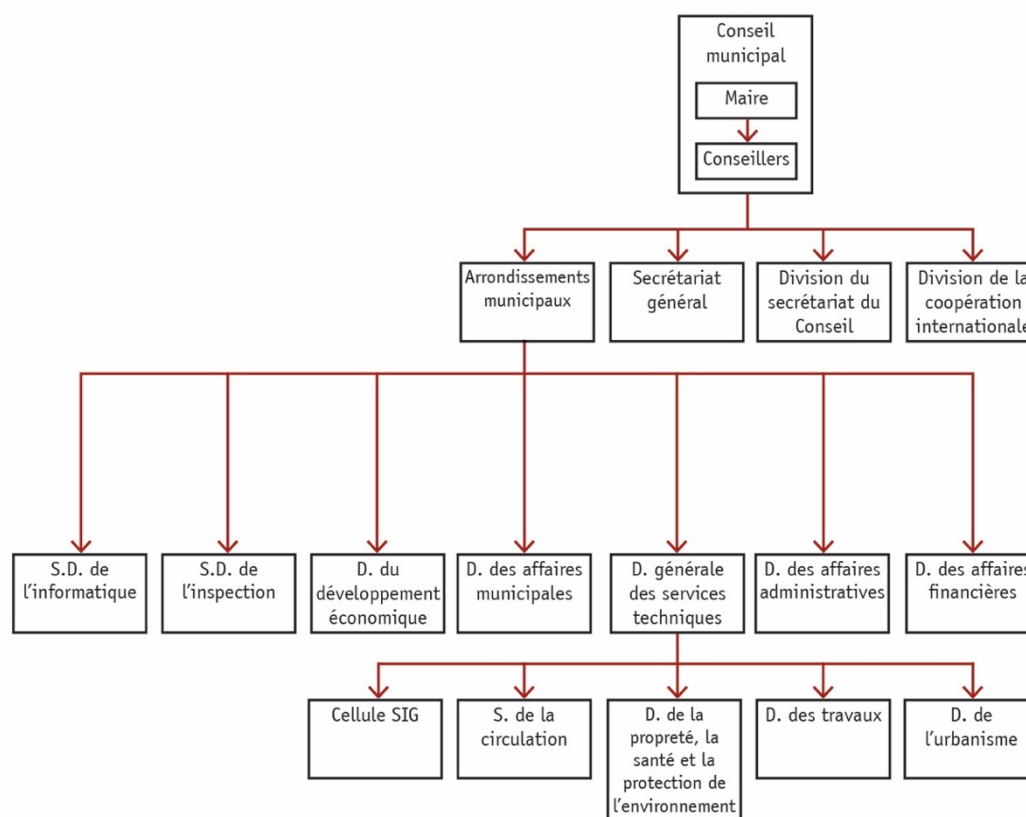 Conseil
municipal
Maire
Conseillers
Arrondissements
municipaux
Secrétariat
général
Division du
secrétariat du
Conseil
Division de la
coopération
internationale
S.D. de
l'informatique
S.D. de
l'inspection
D. du
développement
économique
D. des affaires
municipales
D. générale
des services
techniques
D. des affaires
administratives
D. des affaires
financières
Cellule SIG
S. de la
circulation
D. de la
propreté, la
santé et la
protection de
l'environnement
D. des travaux
D. de
l'urbanisme